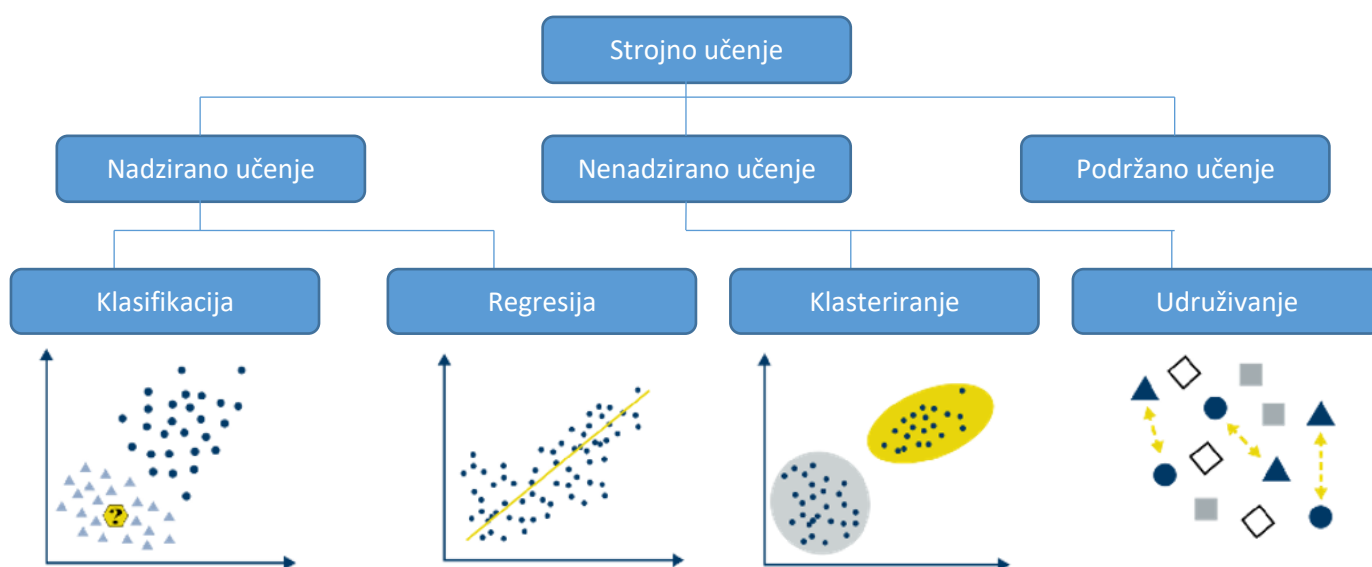 Strojno učenje
Nadzirano učenje
Nenadzirano učenje
Podržano učenje
Klasifikacija
Regresija
Klasteriranje
Udruživanje
?